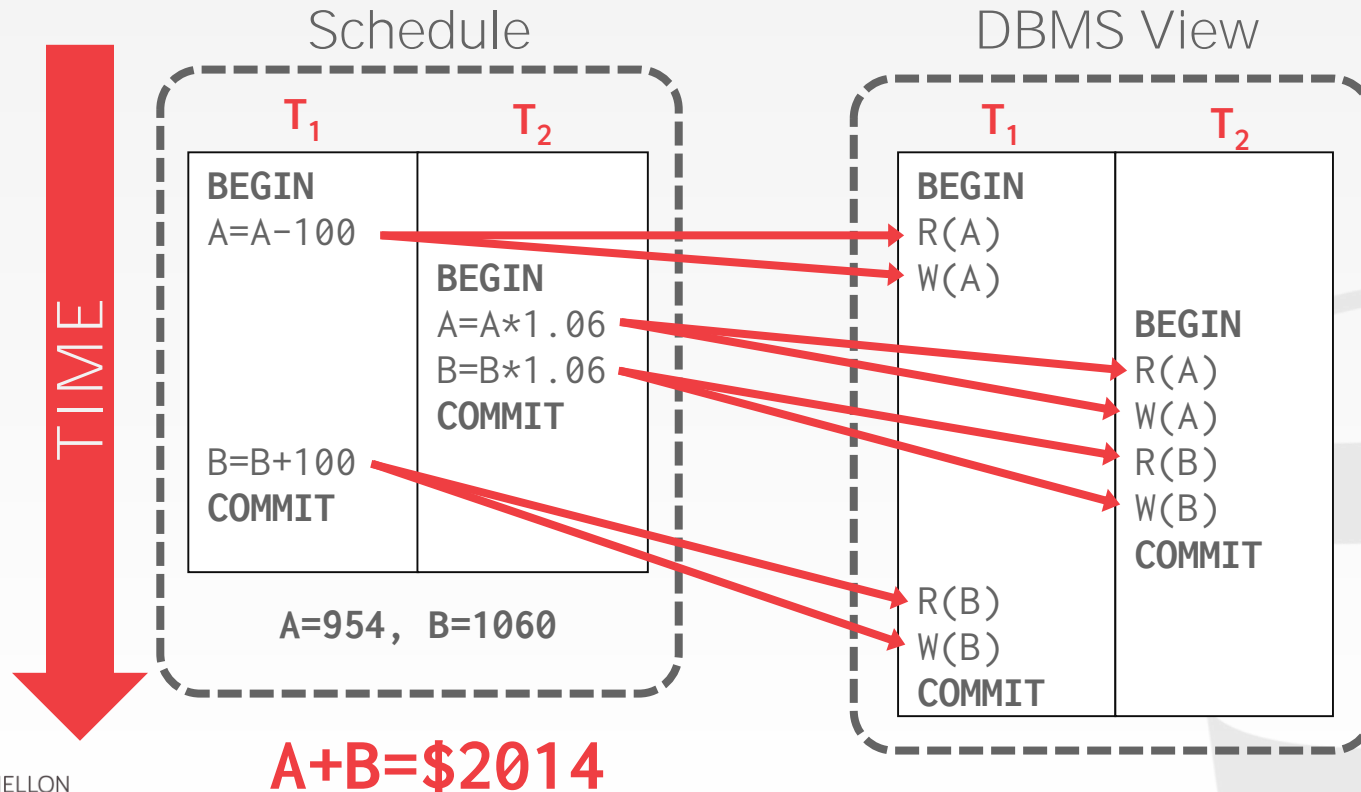 Schedule
DBMS View
TIME
T₁ T₂
BEGIN
A=A-100
BEGIN
A=A*1.06
B=B*1.06
COMMIT
B=B+100
COMMIT
A=954, B=1060
A+B=$2014
T₁ T₂
BEGIN
R(A)
W(A)
BEGIN
R(A)
W(A)
R(B)
W(B)
COMMIT
R(B)
W(B)
COMMIT